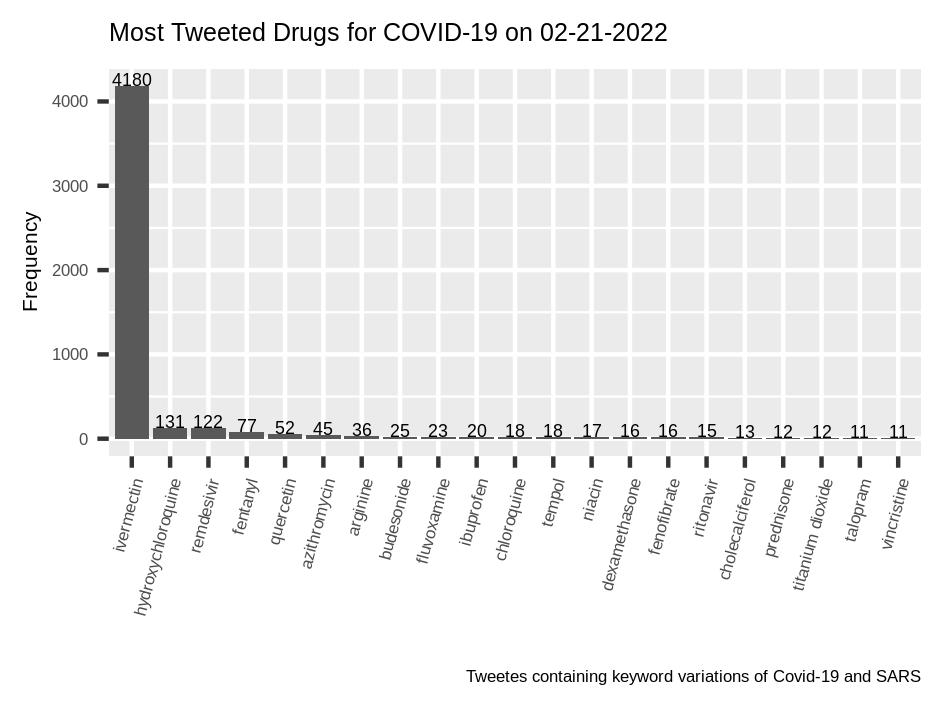 Most Tweeted Drugs for COVID-19 on 02-21-2022
Frequency
4000
3000
2000
1000
0
4180
131
122
77
52
45
36
25
23
20
18
18
17
16
16
15
13
12
12
11
11
ivermectin
hydroxychloroquine
remdesivir
fentanyl
quercetin
azithromycin
arginine
budesonide
fluvoxamine
ibuprofen
chloroquine
tempol
niacin
dexamethasone
fenofibrate
ritonavir
cholecalciferol
prednisone
titanium dioxide
talopram
vincristine
Tweetes containing keyword variations of Covid-19 and SARS